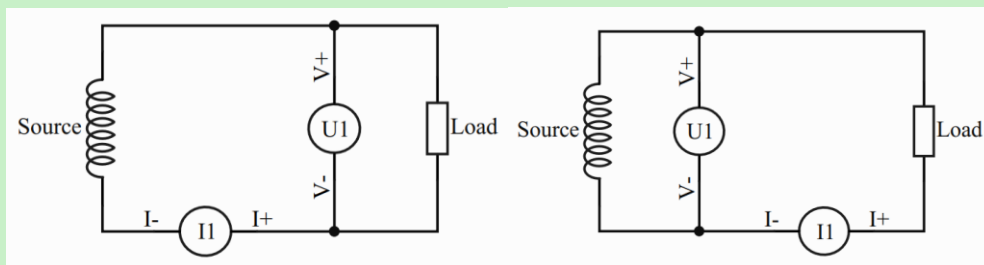 V+
Source
U1
Load
V-
I-
I1
I+
V+
Source
U1
Load
V-
I-
I1
I+